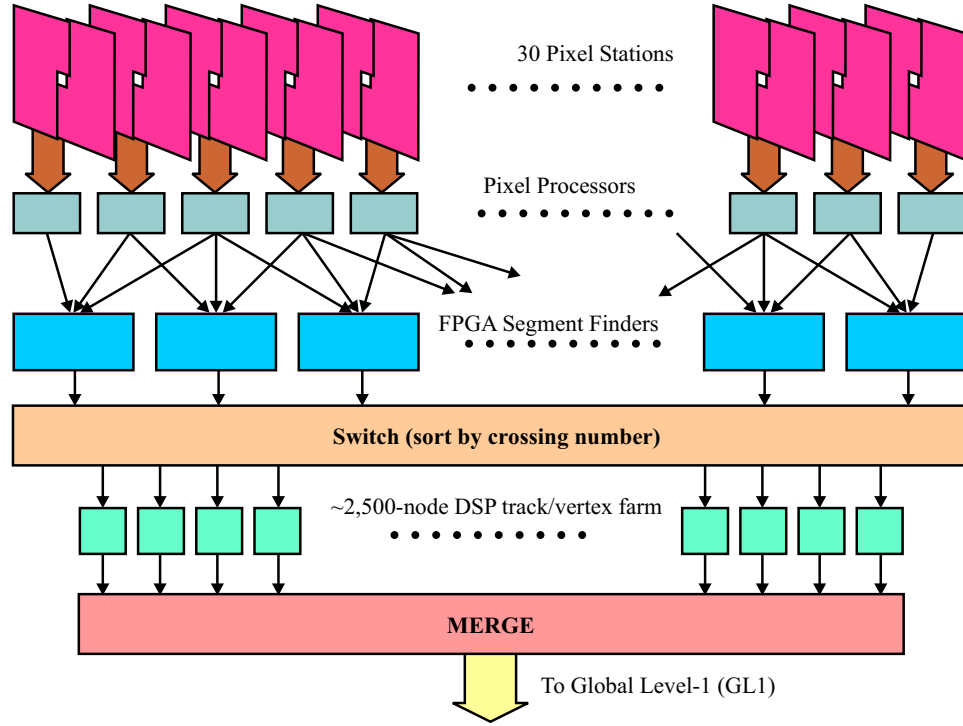 30 Pixel Stations
Pixel Processors
FPGA Segment Finders
Switch (sort by crossing number)
~2,500-node DSP track/vertex farm
MERGE
To Global Level-1 (GL1)